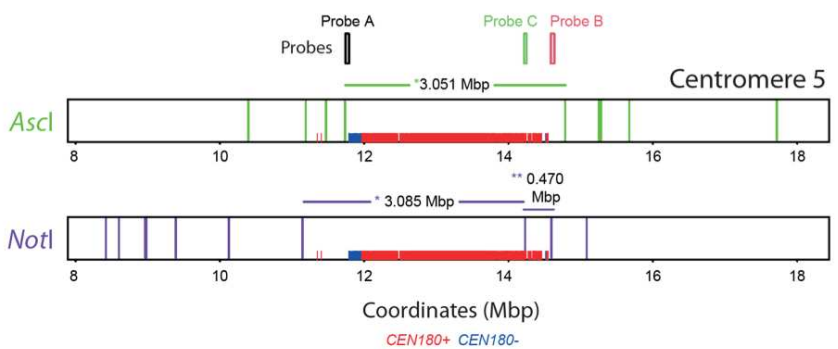 Probe A Probe C Probe B
Probes
*3.051 Mbp Centromere 5
AscI
8 10 12 14 16 18
** 0.470
* 3.085 Mbp Mbp
NotI
8 10 12 14 16 18
Coordinates (Mbp)
CEN180+ CEN180-